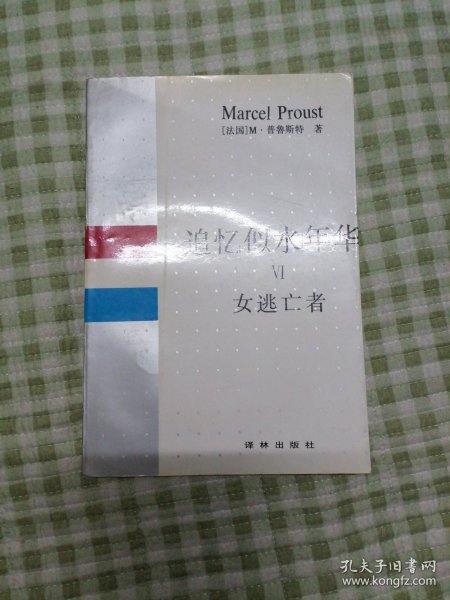 Marcel Proust
[法国]M·普鲁斯特 著
追忆似水年华
VI
女逃亡者
译林出版社
孔夫子旧书网
www.kongfz.com